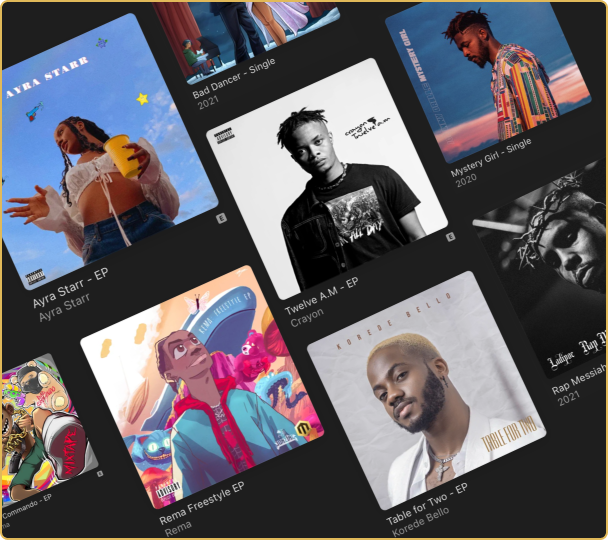 AYRA STARR
Ayra Starr - EP
Ayra Starr
Bad Dancer - Single
2021
crayon
twelve a.m
Twelve A.M - EP
Crayon
MYSTERY GIRL
Mystery Girl - Single
2020
Ladipoe
Rap Messiah
2021
MIXTAPE
Commando - EP
REMA FREESTYLE EP
Rema Freestyle EP
Rema
KOREDE BELLO
TABLE FOR TWO
Table for Two - EP
Korede Bello